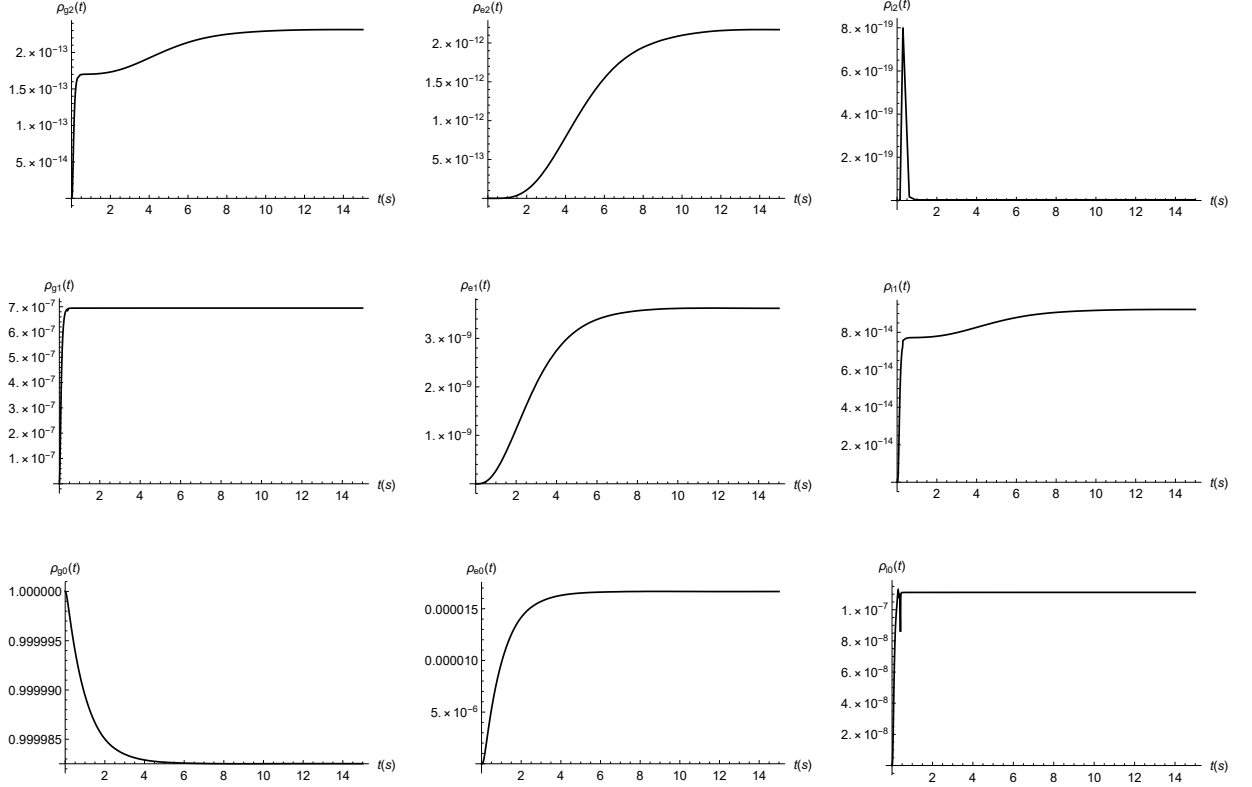 ρg2(t)
2. × 10⁻¹³
1.5 × 10⁻¹³
1. × 10⁻¹³
5. × 10⁻¹⁴
2 4 6 8 10 12 14 t(s)
ρe2(t)
2. × 10⁻¹²
1.5 × 10⁻¹²
1. × 10⁻¹²
5. × 10⁻¹³
2 4 6 8 10 12 14 t(s)
ρi2(t)
8. × 10⁻¹⁹
6. × 10⁻¹⁹
4. × 10⁻¹⁹
2. × 10⁻¹⁹
2 4 6 8 10 12 14 t(s)
ρg1(t)
7. × 10⁻⁷
6. × 10⁻⁷
5. × 10⁻⁷
4. × 10⁻⁷
3. × 10⁻⁷
2. × 10⁻⁷
1. × 10⁻⁷
2 4 6 8 10 12 14 t(s)
ρe1(t)
3. × 10⁻⁹
2. × 10⁻⁹
1. × 10⁻⁹
2 4 6 8 10 12 14 t(s)
ρi1(t)
8. × 10⁻¹⁴
6. × 10⁻¹⁴
4. × 10⁻¹⁴
2. × 10⁻¹⁴
2 4 6 8 10 12 14 t(s)
ρg0(t)
1.000000
0.999995
0.999990
0.999985
2 4 6 8 10 12 14 t(s)
ρe0(t)
0.000015
0.000010
5. × 10⁻⁶
2 4 6 8 10 12 14 t(s)
ρi0(t)
1. × 10⁻⁷
8. × 10⁻⁸
6. × 10⁻⁸
4. × 10⁻⁸
2. × 10⁻⁸
2 4 6 8 10 12 14 t(s)